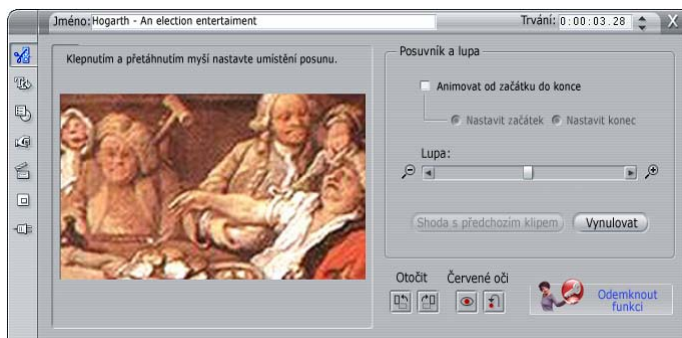 Jméno: Hogarth - An election entertaiment
Trvání: 0:00:03.28
X
Klepnutím a přetáhnutím myší nastavte umistění posunu.
Posuvník a lupa
Animovat od začátku do konce
Nastavit začátek Nastavit konec
Lupa:
Shoda s předchozím klipem Vynulovat
Otočit Červené oči
Odemknout
funkci